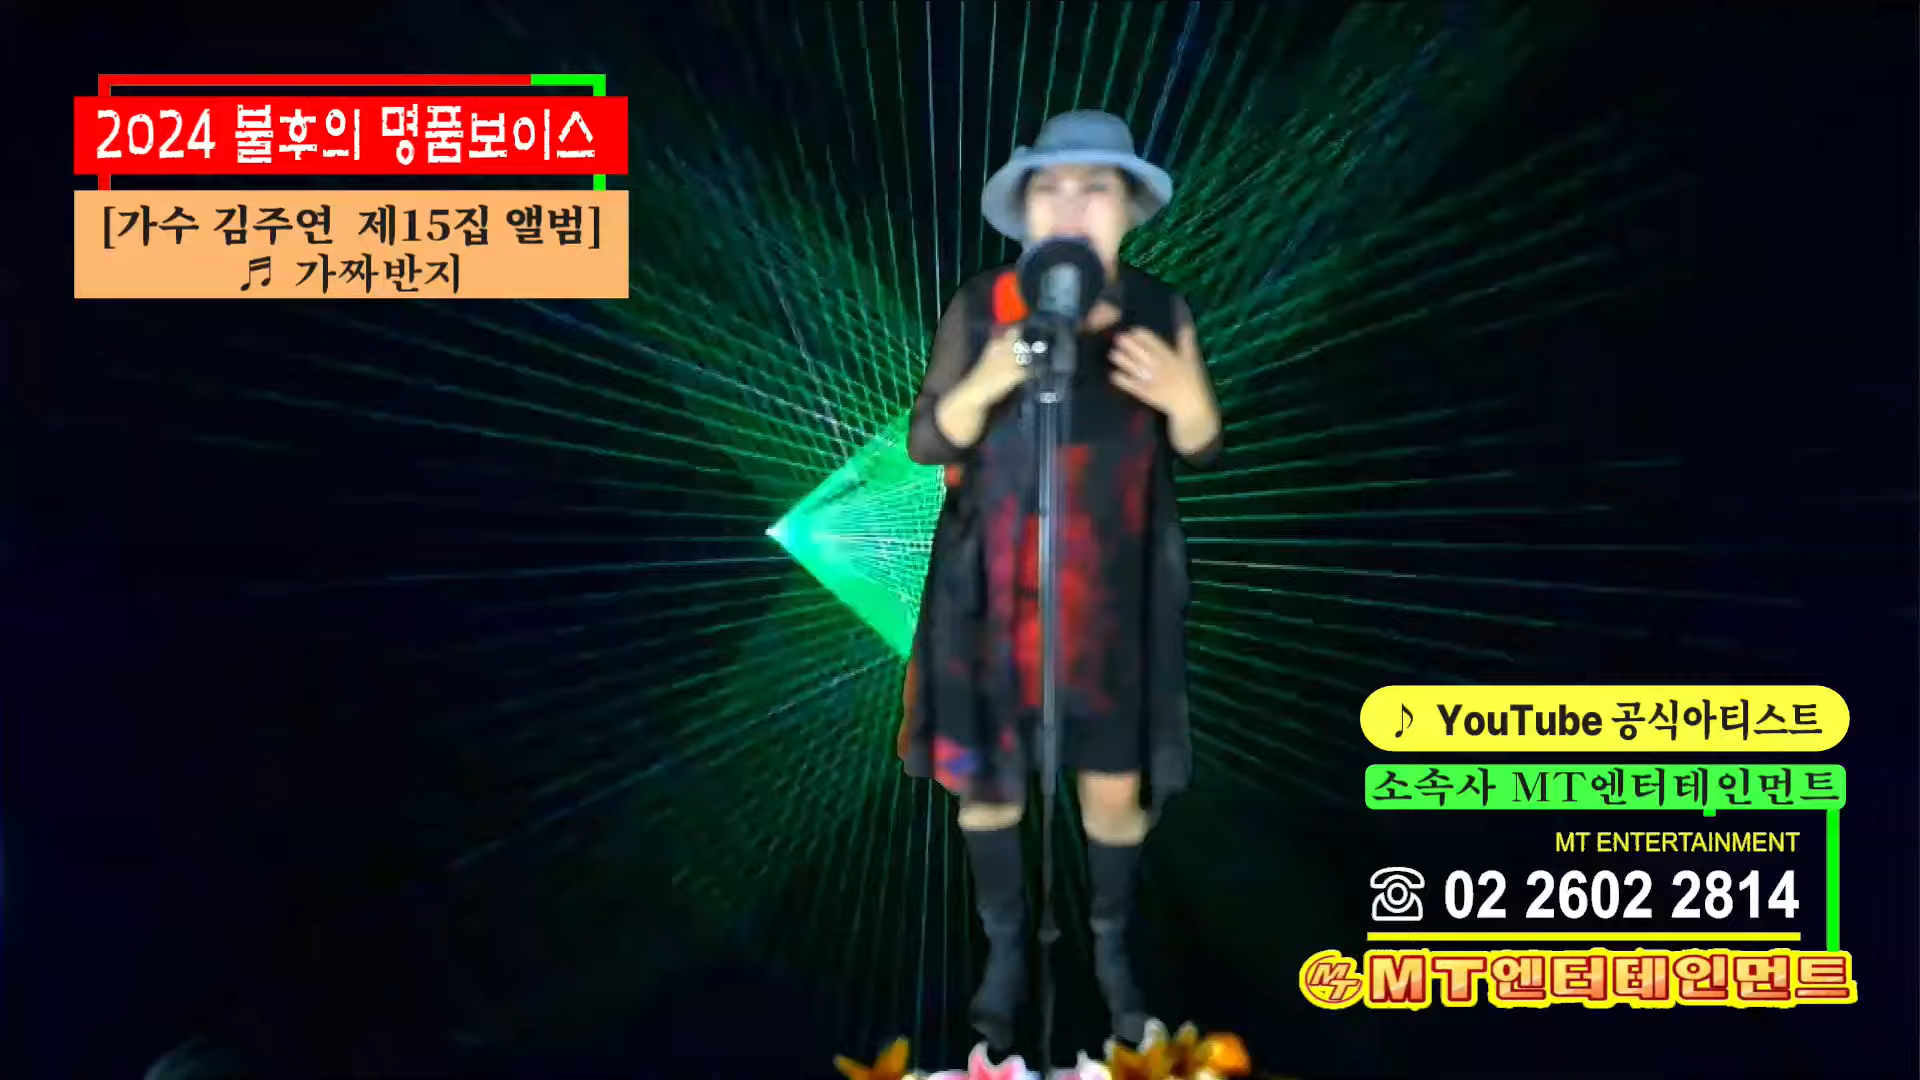 2024 불후의 명품보이스
[가수 김주연 제15집 앨범]
♬ 가짜반지
♪ YouTube 공식아티스트
소속사 MT엔터테인먼트
MT ENTERTAINMENT
☎ 02 2602 2814
MT MT엔터테인먼트